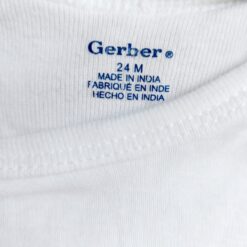 Gerber®
24 M
MADE IN INDIA
FABRIQUÉ EN INDE
HECHO EN INDIA